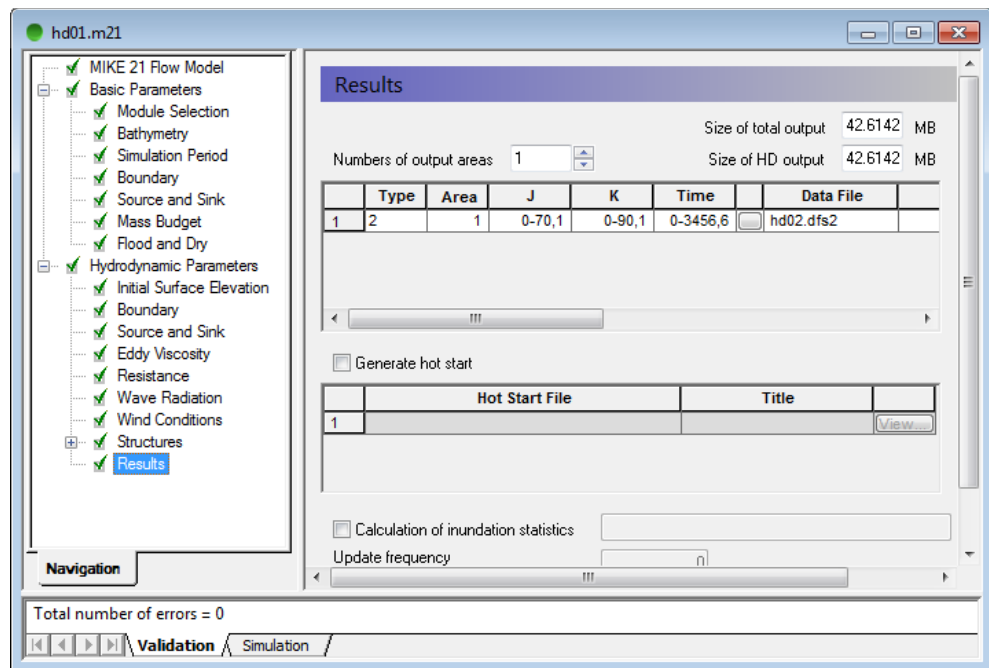 hd01.m21
MIKE 21 Flow Model
Basic Parameters
Module Selection
Bathymetry
Simulation Period
Boundary
Source and Sink
Mass Budget
Flood and Dry
Hydrodynamic Parameters
Initial Surface Elevation
Boundary
Source and Sink
Eddy Viscosity
Resistance
Wave Radiation
Wind Conditions
Structures
Results
Navigation
Results
Size of total output 42.6142 MB
Numbers of output areas 1 Size of HD output 42.6142 MB
Type Area J K Time Data File
1 2 1 0-70,1 0-90,1 0-3456,6 hd02.dfs2
Generate hot start
Hot Start File Title
1 View....
Calculation of inundation statistics
Update frequency 0
Total number of errors = 0
Validation Simulation